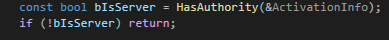 const bool bIsServer = HasAuthority(&ActivationInfo);
if (!bIsServer) return;